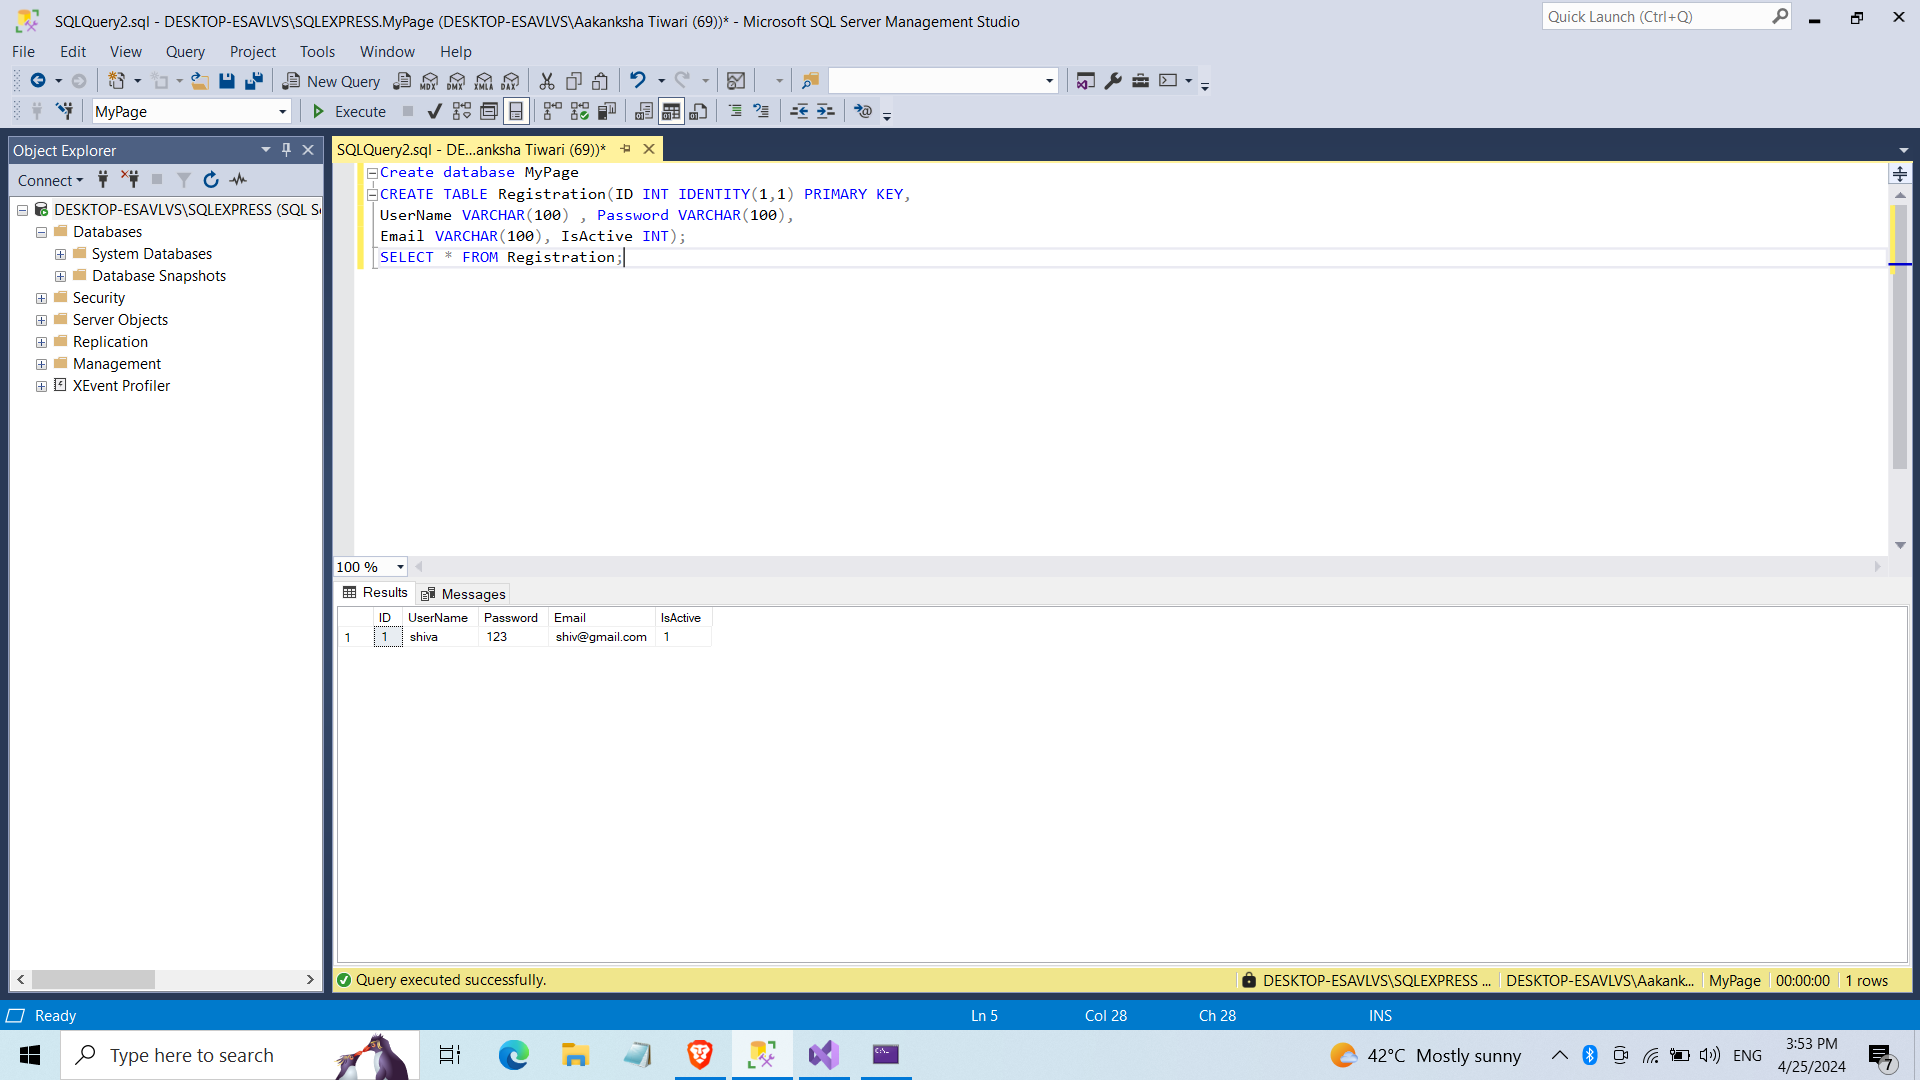 SQLQuery2.sql - DESKTOP-ESAVLVS\SQLEXPRESS.MyPage (DESKTOP-ESAVLVS\Aakanksha Tiwari (69))* - Microsoft SQL Server Management Studio
Quick Launch (Ctrl+Q)
File Edit View Query Project Tools Window Help
New Query MDX DMX XMLA DAX
MyPage Execute
Object Explorer
SQLQuery2.sql - DE...anksha Tiwari (69))*
Connect
Create database MyPage
CREATE TABLE Registration(ID INT IDENTITY(1,1) PRIMARY KEY,
UserName VARCHAR(100) , Password VARCHAR(100),
Email VARCHAR(100), IsActive INT);
SELECT * FROM Registration;
DESKTOP-ESAVLVS\SQLEXPRESS (SQL S
Databases
System Databases
Database Snapshots
Security
Server Objects
Replication
Management
XEvent Profiler
100 %
Results Messages
ID UserName Password Email IsActive
1 1 shiva 123 shiv@gmail.com 1
Query executed successfully.
DESKTOP-ESAVLVS\SQLEXPRESS ... DESKTOP-ESAVLVS\Aakank... MyPage 00:00:00 1 rows
Ready Ln 5 Col 28 Ch 28 INS
Type here to search
42°C Mostly sunny
ENG
3:53 PM
4/25/2024
7